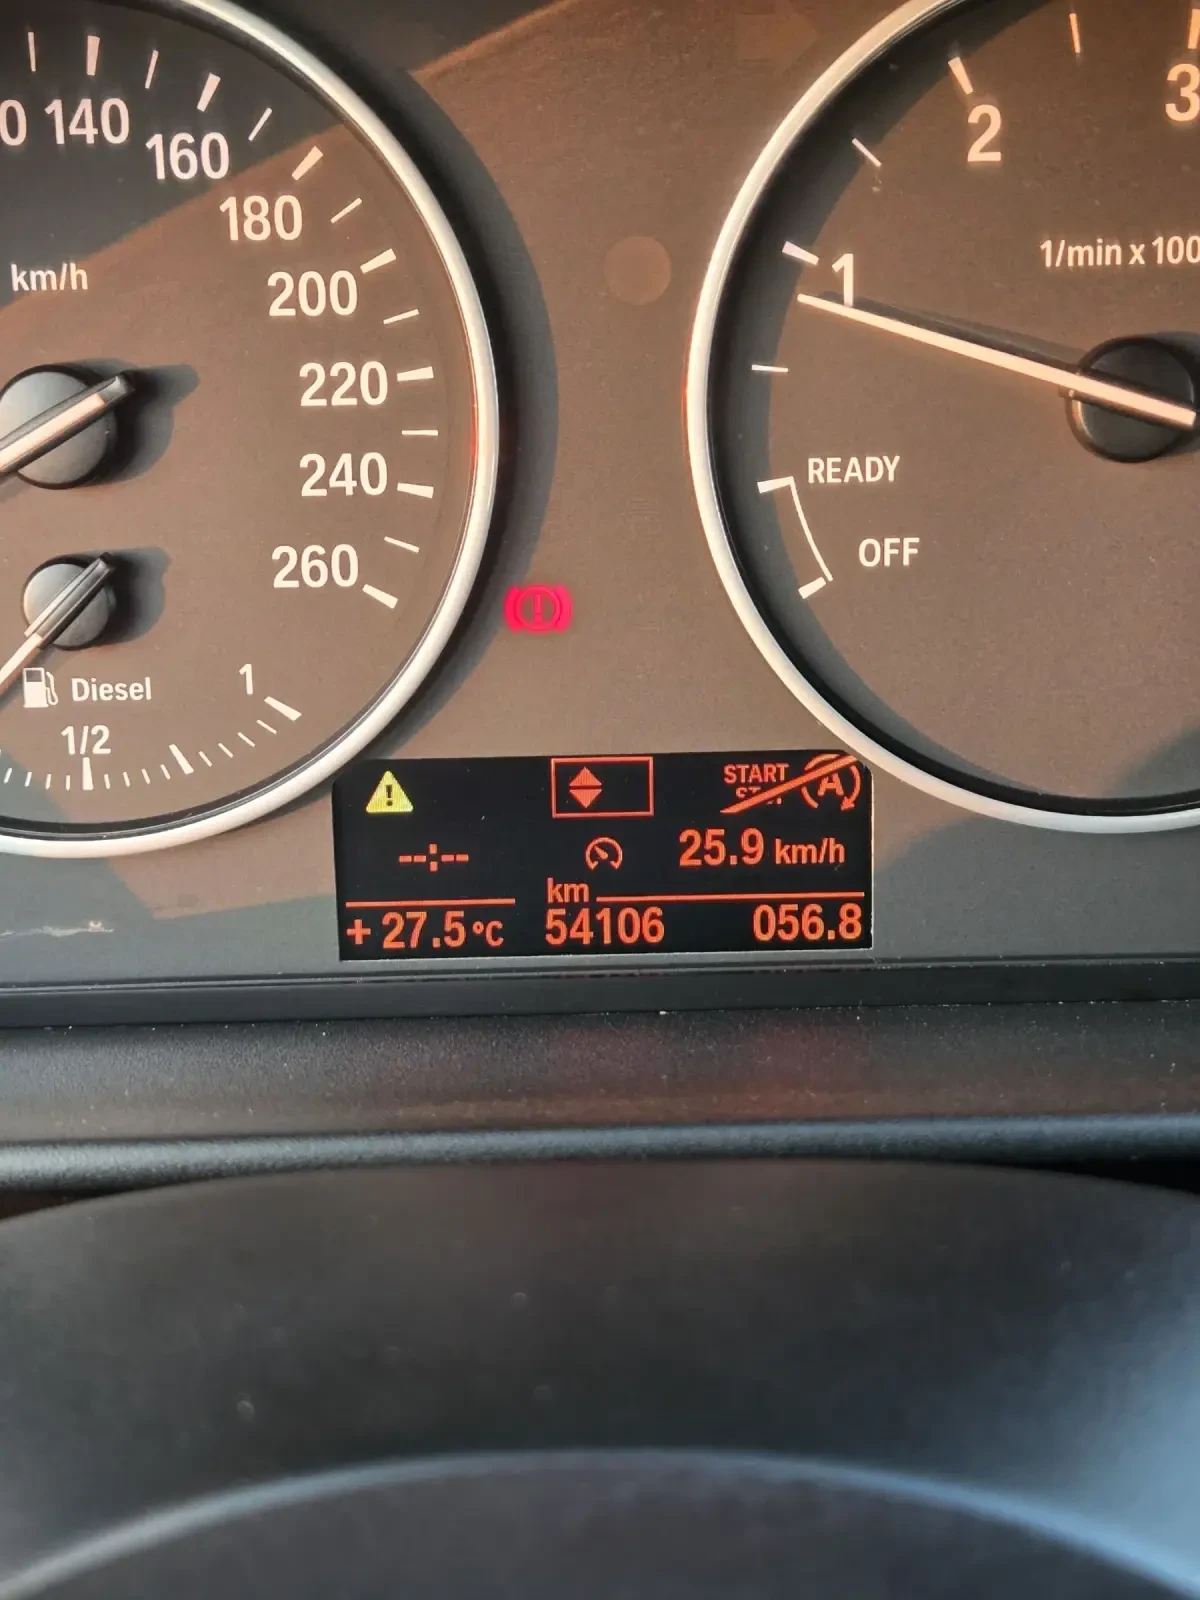 140
160
180
200
220
240
260
km/h
Diesel
1/2
1
1
2
3
1/min x 100
READY
OFF
START
--:--
25.9 km/h
km
+ 27.5 °C
54106
056.8